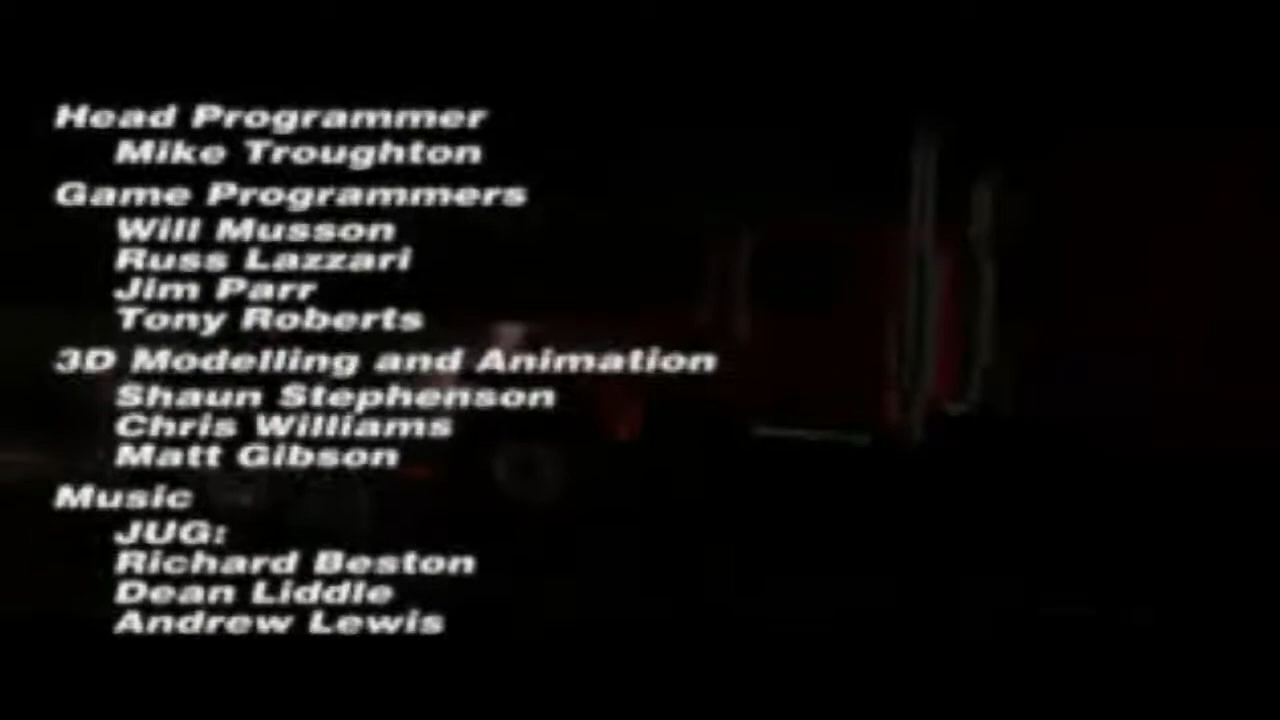 Head Programmer
Mike Troughton
Game Programmers
Will Musson
Russ Lazzari
Jim Parr
Tony Roberts
3D Modelling and Animation
Shaun Stephenson
Chris Williams
Matt Gibson
Music
JUG:
Richard Beston
Dean Liddle
Andrew Lewis